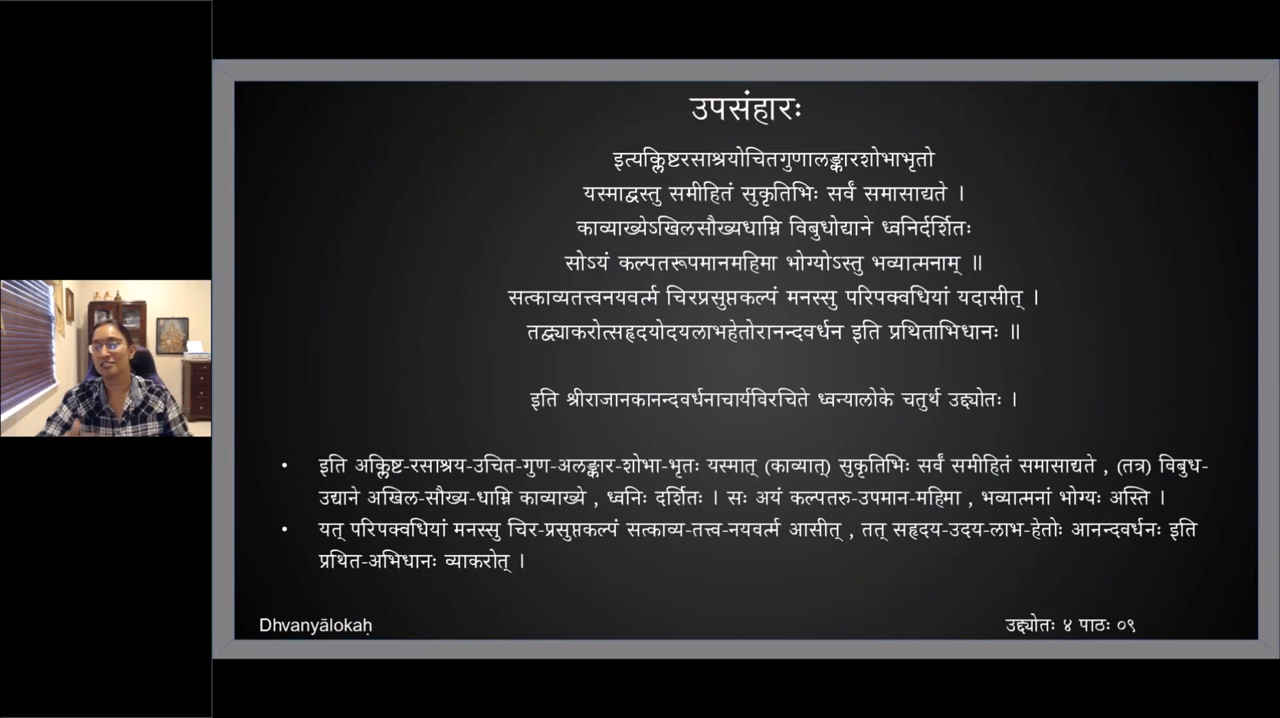 उपसंहारः
इत्यक्लिष्टरसाश्रयोचितगुणालङ्कारशोभाभृतो
यस्माद्वस्तु समीहितं सुकृतिभिः सर्वं समासाद्यते ।
काव्याख्येऽखिलसौख्यधाम्नि विबुधोद्याने ध्वनिर्दर्शितः
सोऽयं कल्पतरूपमानमहिमा भोग्योऽस्तु भव्यात्मनाम् ॥
सत्काव्यतत्त्वनयवर्त्म चिरप्रसुप्तकल्पं मनस्सु परिपक्वधियां यदासीत् ।
तद्व्याकरोत्सहृदयोदयलाभहेतोरानन्दवर्धन इति प्रथिताभिधानः ॥
इति श्रीराजानकानन्दवर्धनाचार्यविरचिते ध्वन्यालोके चतुर्थ उद्द्योतः ।
• इति अक्लिष्ट-रसाश्रय-उचित-गुण-अलङ्कार-शोभा-भृतः यस्मात् (काव्यात्) सुकृतिभिः सर्वं समीहितं समासाद्यते , (तत्र) विबुध-
उद्याने अखिल-सौख्य-धाम्नि काव्याख्ये , ध्वनिः दर्शितः । सः अयं कल्पतरु-उपमान-महिमा , भव्यात्मनां भोग्यः अस्ति ।
• यत् परिपक्वधियां मनस्सु चिर-प्रसुप्तकल्पं सत्काव्य-तत्त्व-नयवर्त्म आसीत् , तत् सहृदय-उदय-लाभ-हेतोः आनन्दवर्धनः इति
प्रथित-अभिधानः व्याकरोत् ।
Dhvanyālokaḥ
उद्द्योतः ४ पाठः ०९